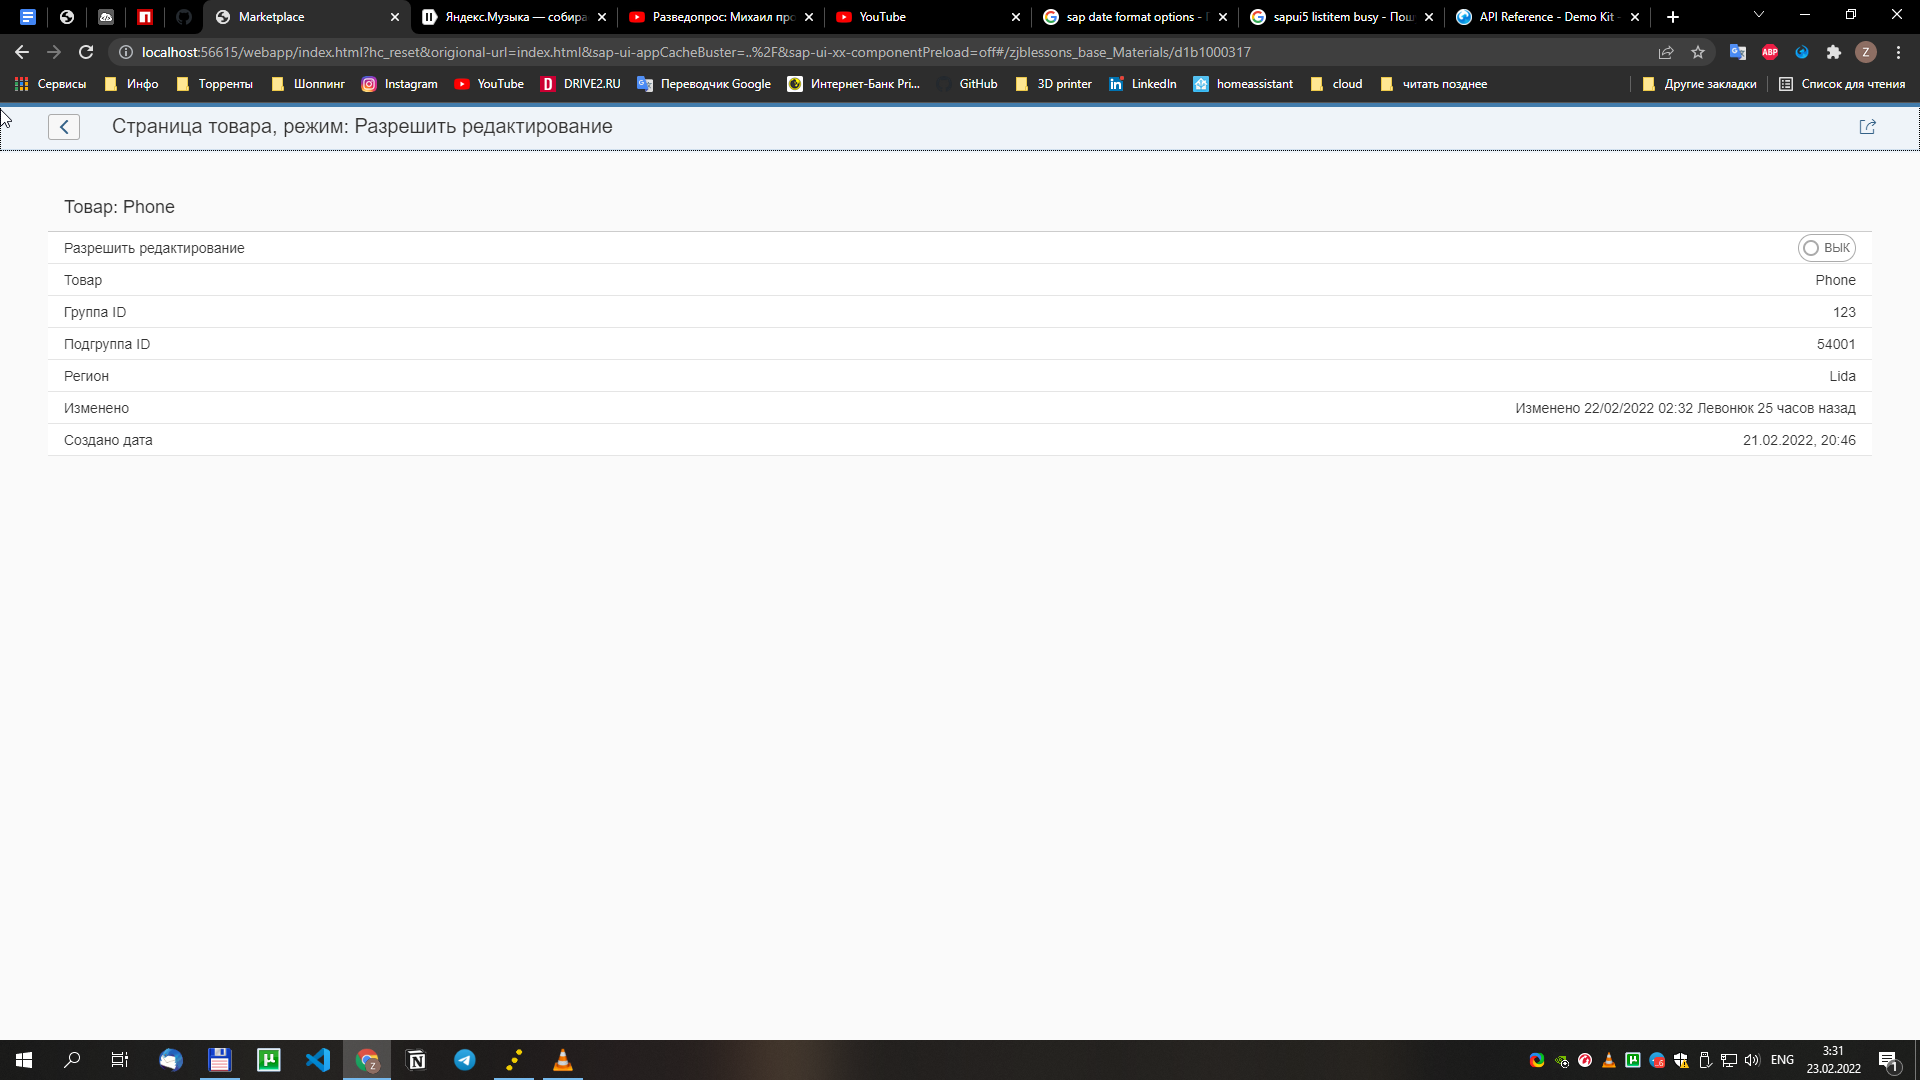 Marketplace
Яндекс.Музыка — собира
Разведопрос: Михаил про
YouTube
sap date format options - П
sapui5 listitem busy - Поис
API Reference - Demo Kit -
localhost:56615/webapp/index.html?hc_reset&origional-url=index.html&sap-ui-appCacheBuster=..%2F&sap-ui-xx-componentPreload=off#/zjblessons_base_Materials/d1b1000317
ABP
Z
Сервисы
Инфо
Торренты
Шоппинг
Instagram
YouTube
DRIVE2.RU
Переводчик Google
Интернет-Банк Pri...
GitHub
3D printer
LinkedIn
homeassistant
cloud
читать позднее
Другие закладки
Список для чтения
Страница товара, режим: Разрешить редактирование
Товар: Phone
Разрешить редактирование ВЫК
Товар Phone
Группа ID 123
Подгруппа ID 54001
Регион Lida
Изменено Изменено 22/02/2022 02:32 Левонюк 25 часов назад
Создано дата 21.02.2022, 20:46
ENG
3:31
23.02.2022
1